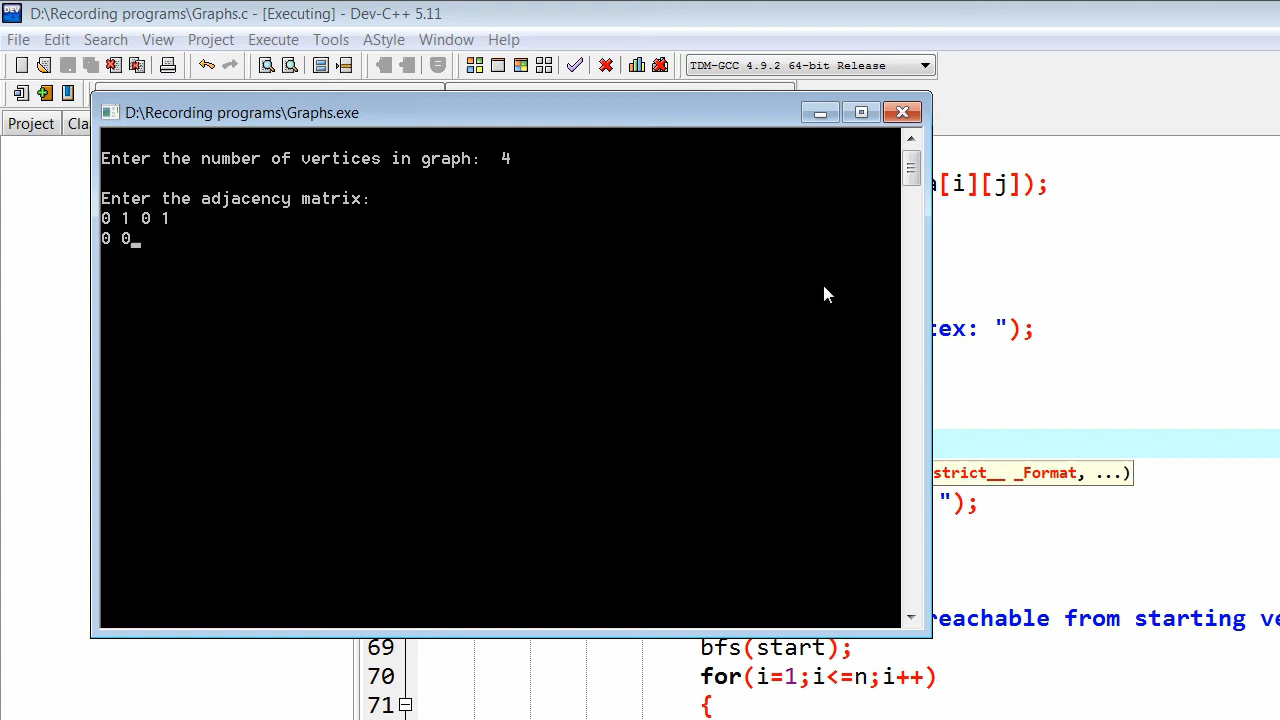 D:\Recording programs\Graphs.c - [Executing] - Dev-C++ 5.11
File Edit Search View Project Execute Tools AStyle Window Help
TDM-GCC 4.9.2 64-bit Release
D:\Recording programs\Graphs.exe
Project Cla
Enter the number of vertices in graph: 4
[i][j]);
Enter the adjacency matrix:
0 1 0 1
0 0
ex: ");
strict__ _Format, ...)
");
reachable from starting ve
69 bfs(start);
70 for(i=1;i<=n;i++)
71 {